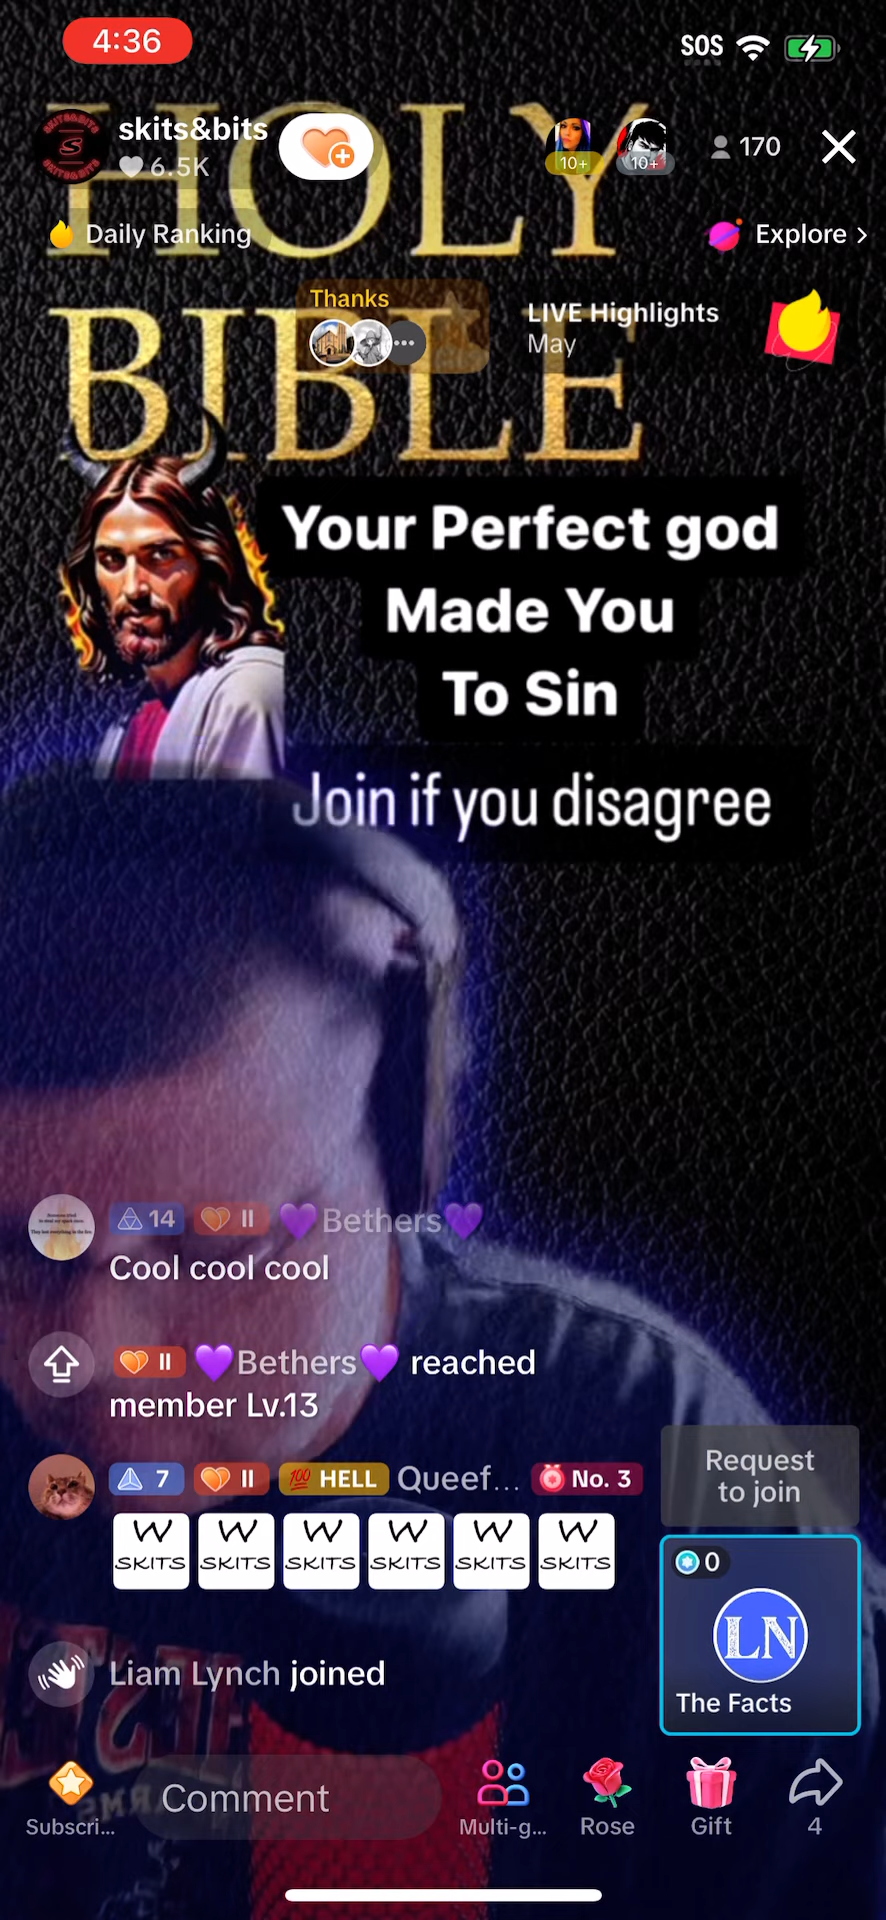 4:36
SOS
HOLY
skits&bits
6.5K
10+
10+
170
Daily Ranking
Explore >
BIBLE
Thanks
LIVE Highlights
May
Your Perfect god
Made You
To Sin
Join if you disagree
14 II 💜Bethers💜
Cool cool cool
II 💜Bethers💜 reached
member Lv.13
7 II 💯 HELL Queef... No. 3
W W W W W W
SKITS SKITS SKITS SKITS SKITS SKITS
Request
to join
0
LN
The Facts
Liam Lynch joined
Comment
Subscri...
Multi-g...
Rose
Gift
4